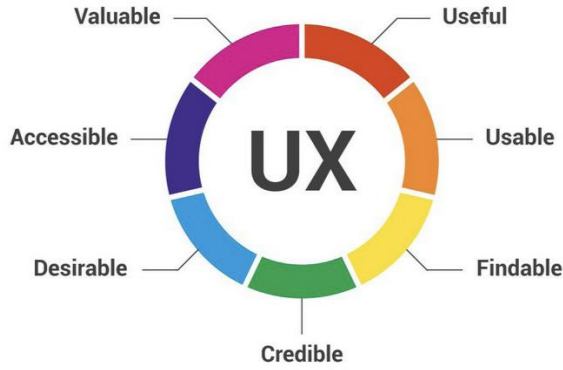 Valuable
Useful
Accessible
UX
Usable
Desirable
Findable
Credible